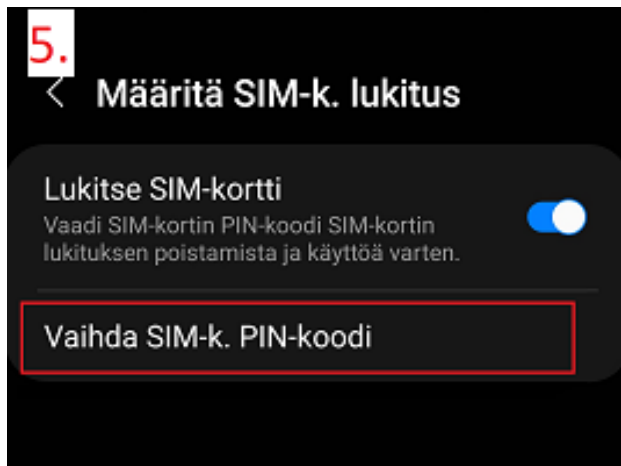 5.
Määritä SIM-k. lukitus
Lukitse SIM-kortti
Vaadi SIM-kortin PIN-koodi SIM-kortin
lukituksen poistamista ja käyttöä varten.
Vaihda SIM-k. PIN-koodi